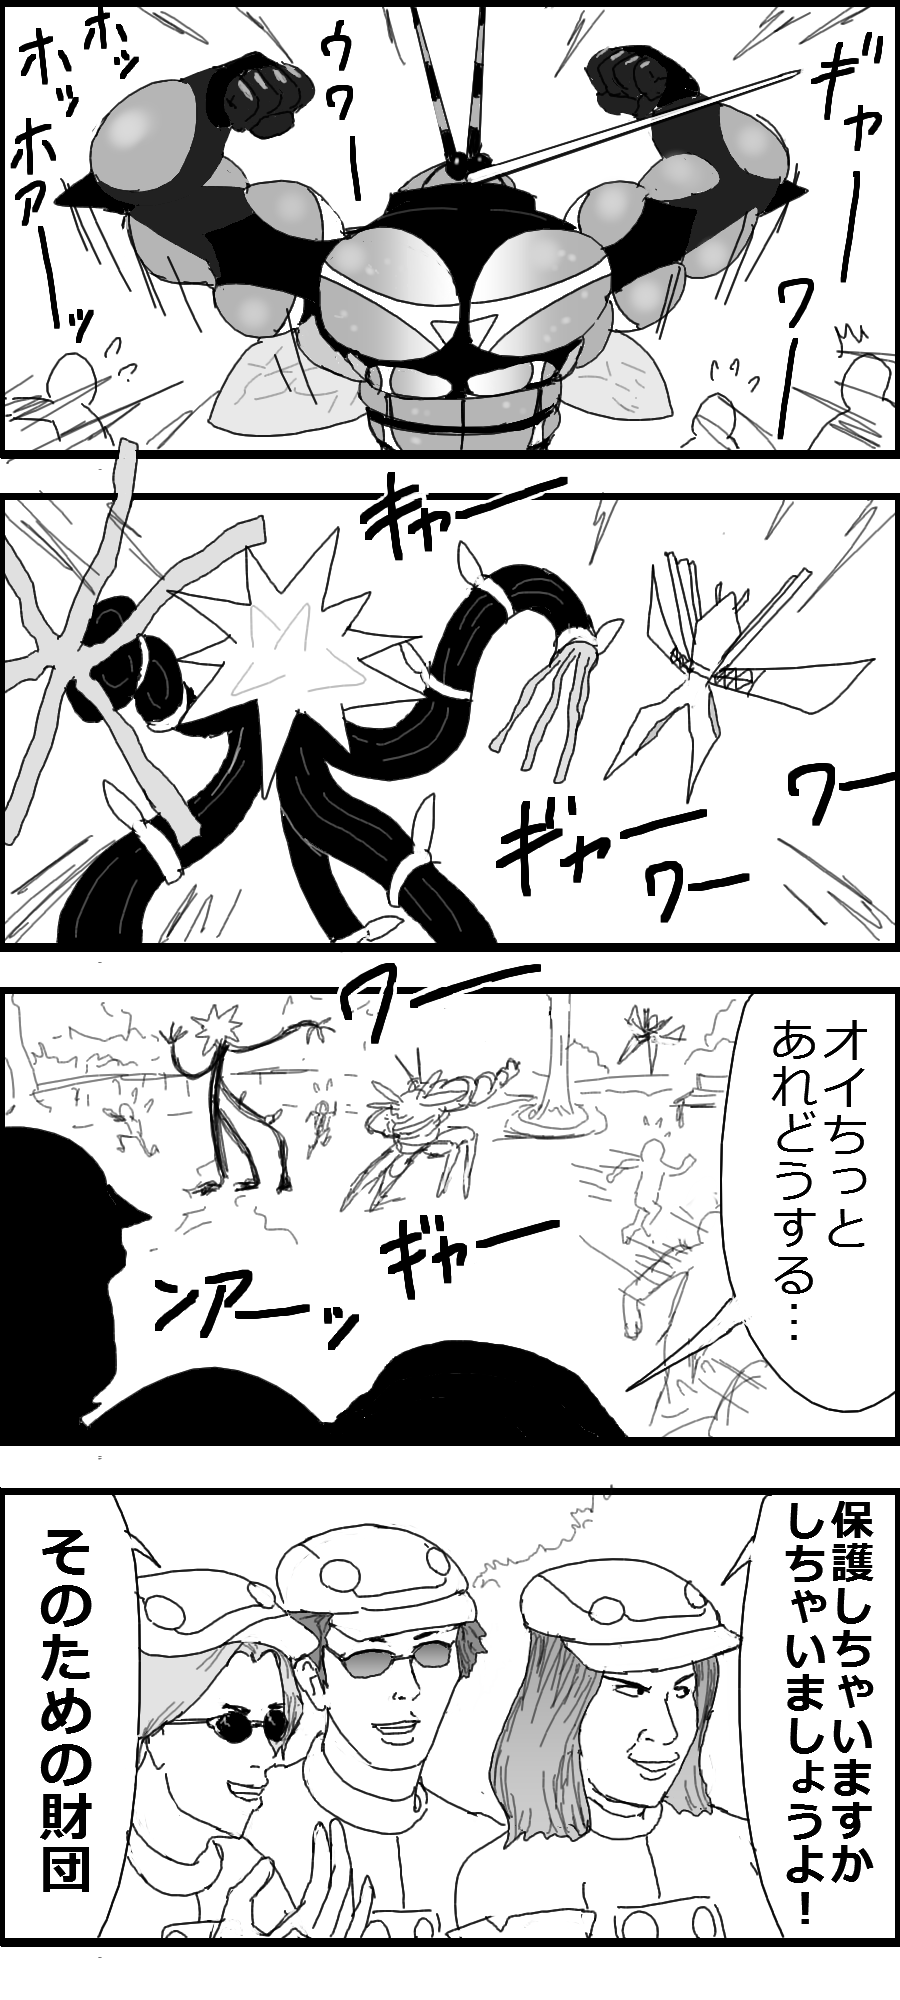 ギャー
ウワー
ホッ
ホッ
ホアーッ
ワー
ギャー
ワー
ギャー
ワー
ワー
オイちっと
あれどうする…
ギャー
ンアーッ
保護しちゃいますか
しちゃいましょうよ！
そのための財団